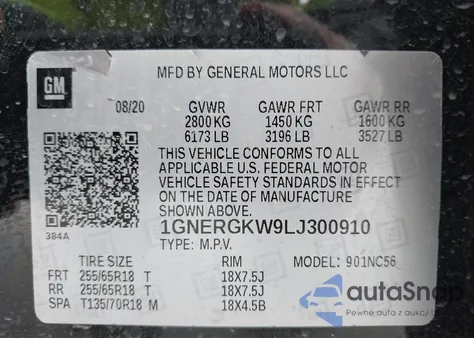 GM
MFD BY GENERAL MOTORS LLC
08/20 GVWR GAWR FRT GAWR RR
2800 KG 1450 KG 1600 KG
6173 LB 3196 LB 3527 LB
THIS VEHICLE CONFORMS TO ALL
APPLICABLE U.S. FEDERAL MOTOR
VEHICLE SAFETY STANDARDS IN EFFECT
ON THE DATE OF MANUFACTURE
SHOWN ABOVE.
384A
1GNERGKW9LJ300910
TYPE: M.P.V.
TIRE SIZE RIM MODEL: 901NC56
FRT 255/65R18 T 18X7.5J
RR 255/65R18 T 18X7.5J
SPA T135/70R18 M 18X4.5B
autoSnap